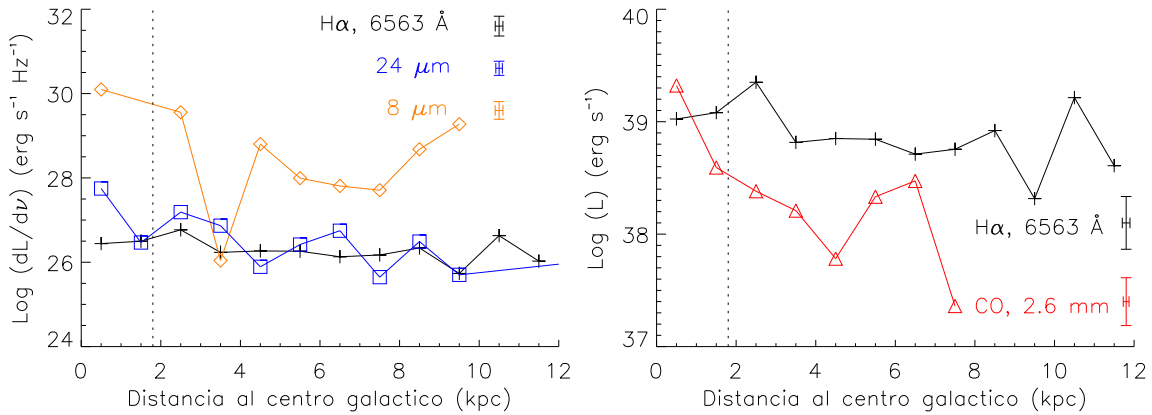 32
30
28
26
24
Log (dL/dν) (erg s⁻¹ Hz⁻¹)
Hα, 6563 Å
24 μm
8 μm
0 2 4 6 8 10 12
Distancia al centro galactico (kpc)
40
39
38
37
Log (L) (erg s⁻¹)
Hα, 6563 Å
CO, 2.6 mm
0 2 4 6 8 10 12
Distancia al centro galactico (kpc)